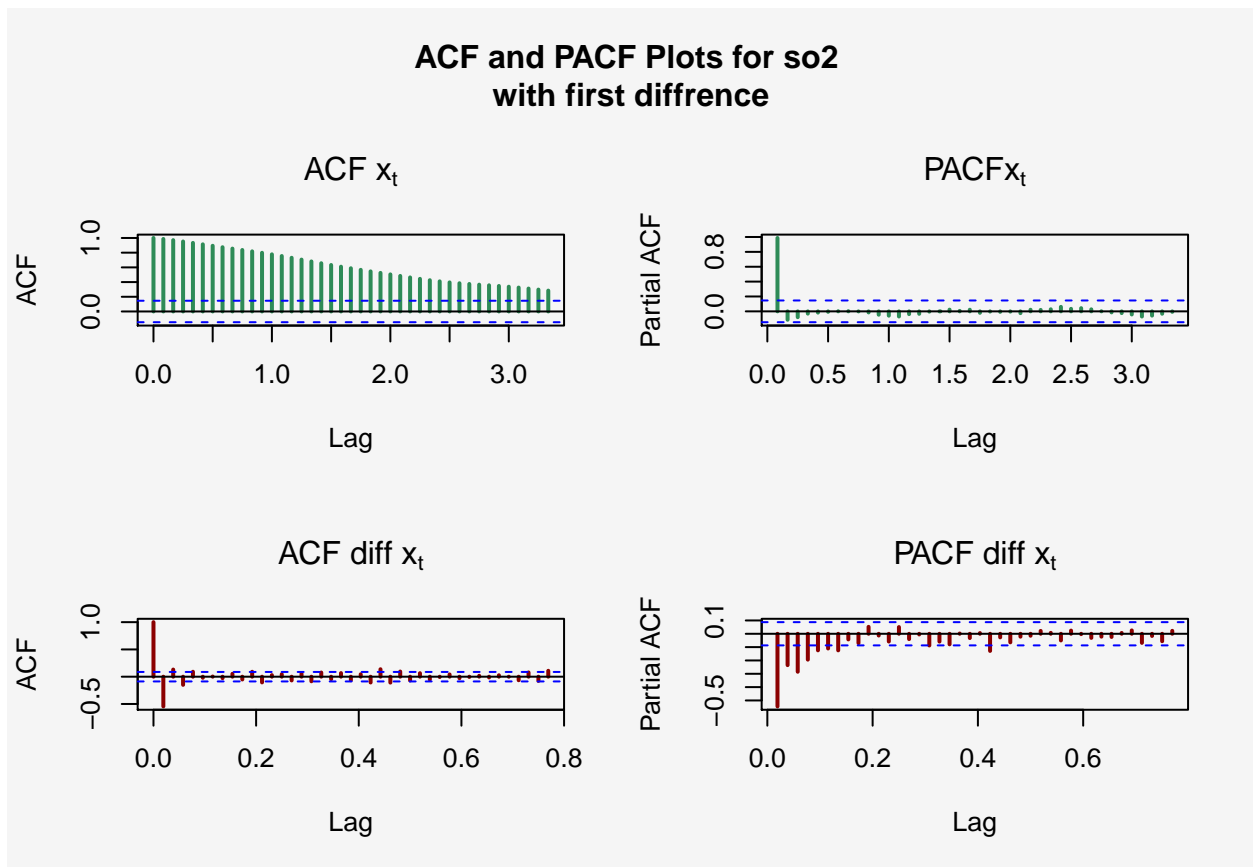 ACF and PACF Plots for so2
with first diffrence
ACF xt
ACF
0.0
1.0
0.0 1.0 2.0 3.0
Lag
PACFxt
Partial ACF
0.0
0.8
0.0 0.5 1.0 1.5 2.0 2.5 3.0
Lag
ACF diff xt
ACF
−0.5
1.0
0.0 0.2 0.4 0.6 0.8
Lag
PACF diff xt
Partial ACF
−0.5
0.1
0.0 0.2 0.4 0.6
Lag